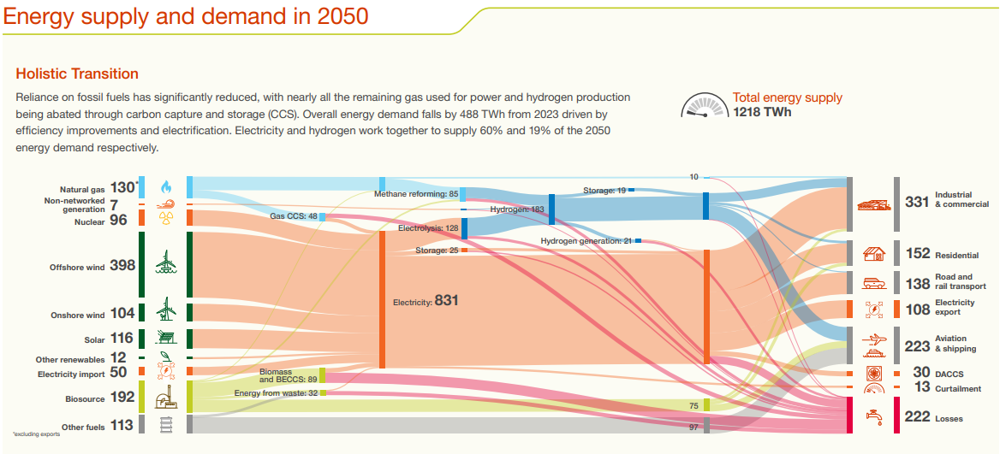 Energy supply and demand in 2050
Holistic Transition
Reliance on fossil fuels has significantly reduced, with nearly all the remaining gas used for power and hydrogen production
being abated through carbon capture and storage (CCS). Overall energy demand falls by 488 TWh from 2023 driven by
efficiency improvements and electrification. Electricity and hydrogen work together to supply 60% and 19% of the 2050
energy demand respectively.
Total energy supply
1218 TWh
Natural gas 130*
Non-networked
generation 7
Nuclear 96
Offshore wind 398
Onshore wind 104
Solar 116
Other renewables 12
Electricity import 50
Biosource 192
Other fuels 113
*excluding exports
Gas CCS: 48
Biomass
and BECCS: 89
Energy from waste: 32
Methane reforming: 85
Electrolysis: 128
Storage: 25
Electricity: 831
Hydrogen: 183
Storage: 19
Hydrogen generation: 21
10
75
97
331 Industrial
& commercial
152 Residential
138 Road and
rail transport
108 Electricity
export
223 Aviation
& shipping
30 DACCS
13 Curtailment
222 Losses